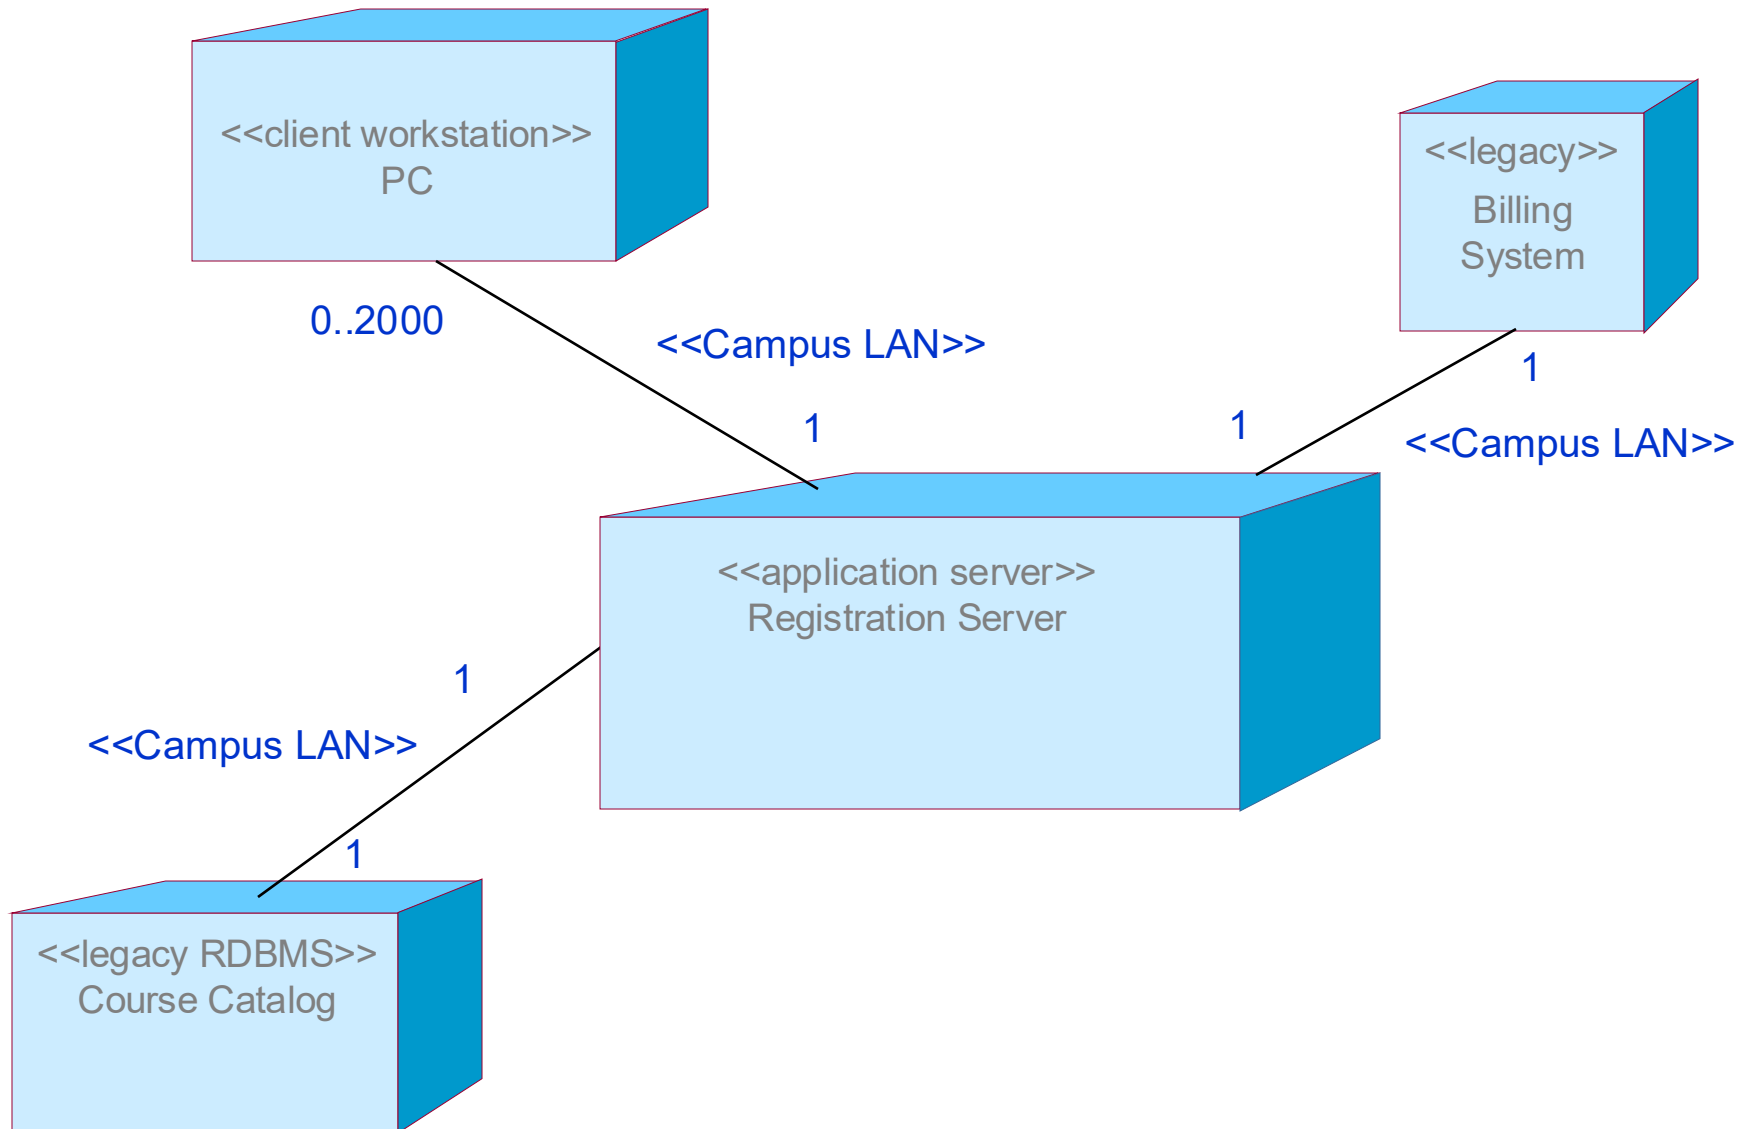 <<client workstation>>
PC
<<legacy>>
Billing
System
0..2000
<<Campus LAN>>
1
1
1
<<Campus LAN>>
<<application server>>
Registration Server
1
<<Campus LAN>>
1
<<legacy RDBMS>>
Course Catalog